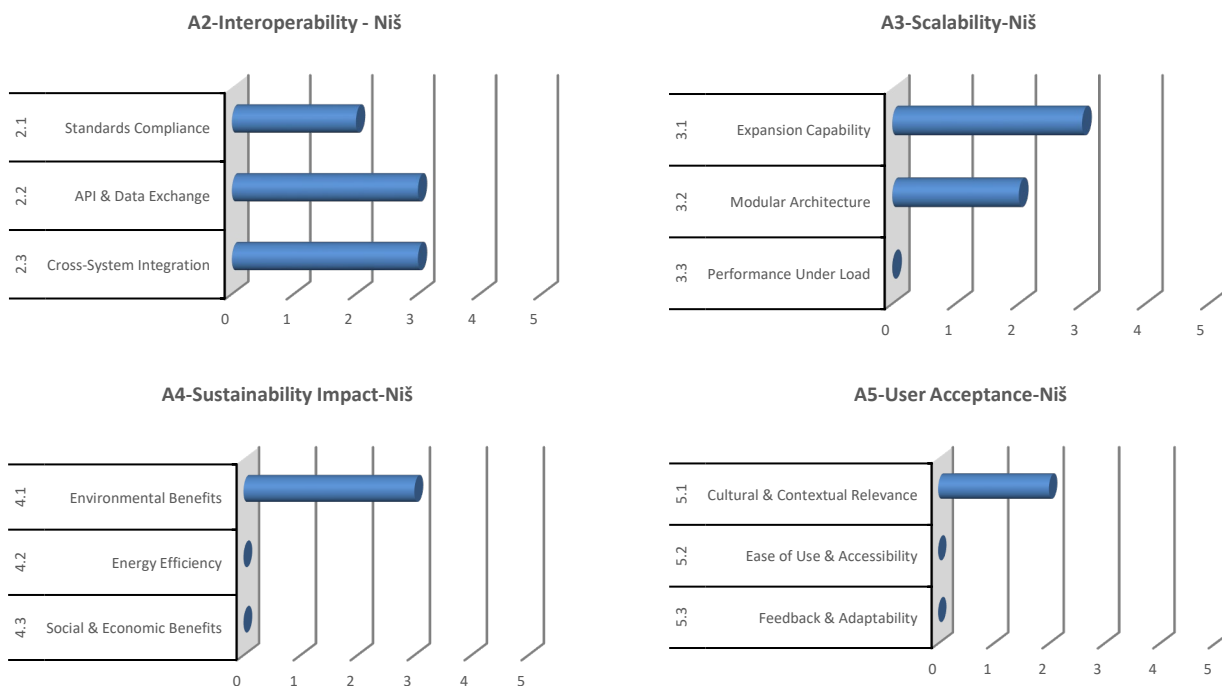 A2-Interoperability - Niš
2.1 Standards Compliance
2.2 API & Data Exchange
2.3 Cross-System Integration
0 1 2 3 4 5
A3-Scalability-Niš
3.1 Expansion Capability
3.2 Modular Architecture
3.3 Performance Under Load
0 1 2 3 4 5
A4-Sustainability Impact-Niš
4.1 Environmental Benefits
4.2 Energy Efficiency
4.3 Social & Economic Benefits
0 1 2 3 4 5
A5-User Acceptance-Niš
5.1 Cultural & Contextual Relevance
5.2 Ease of Use & Accessibility
5.3 Feedback & Adaptability
0 1 2 3 4 5